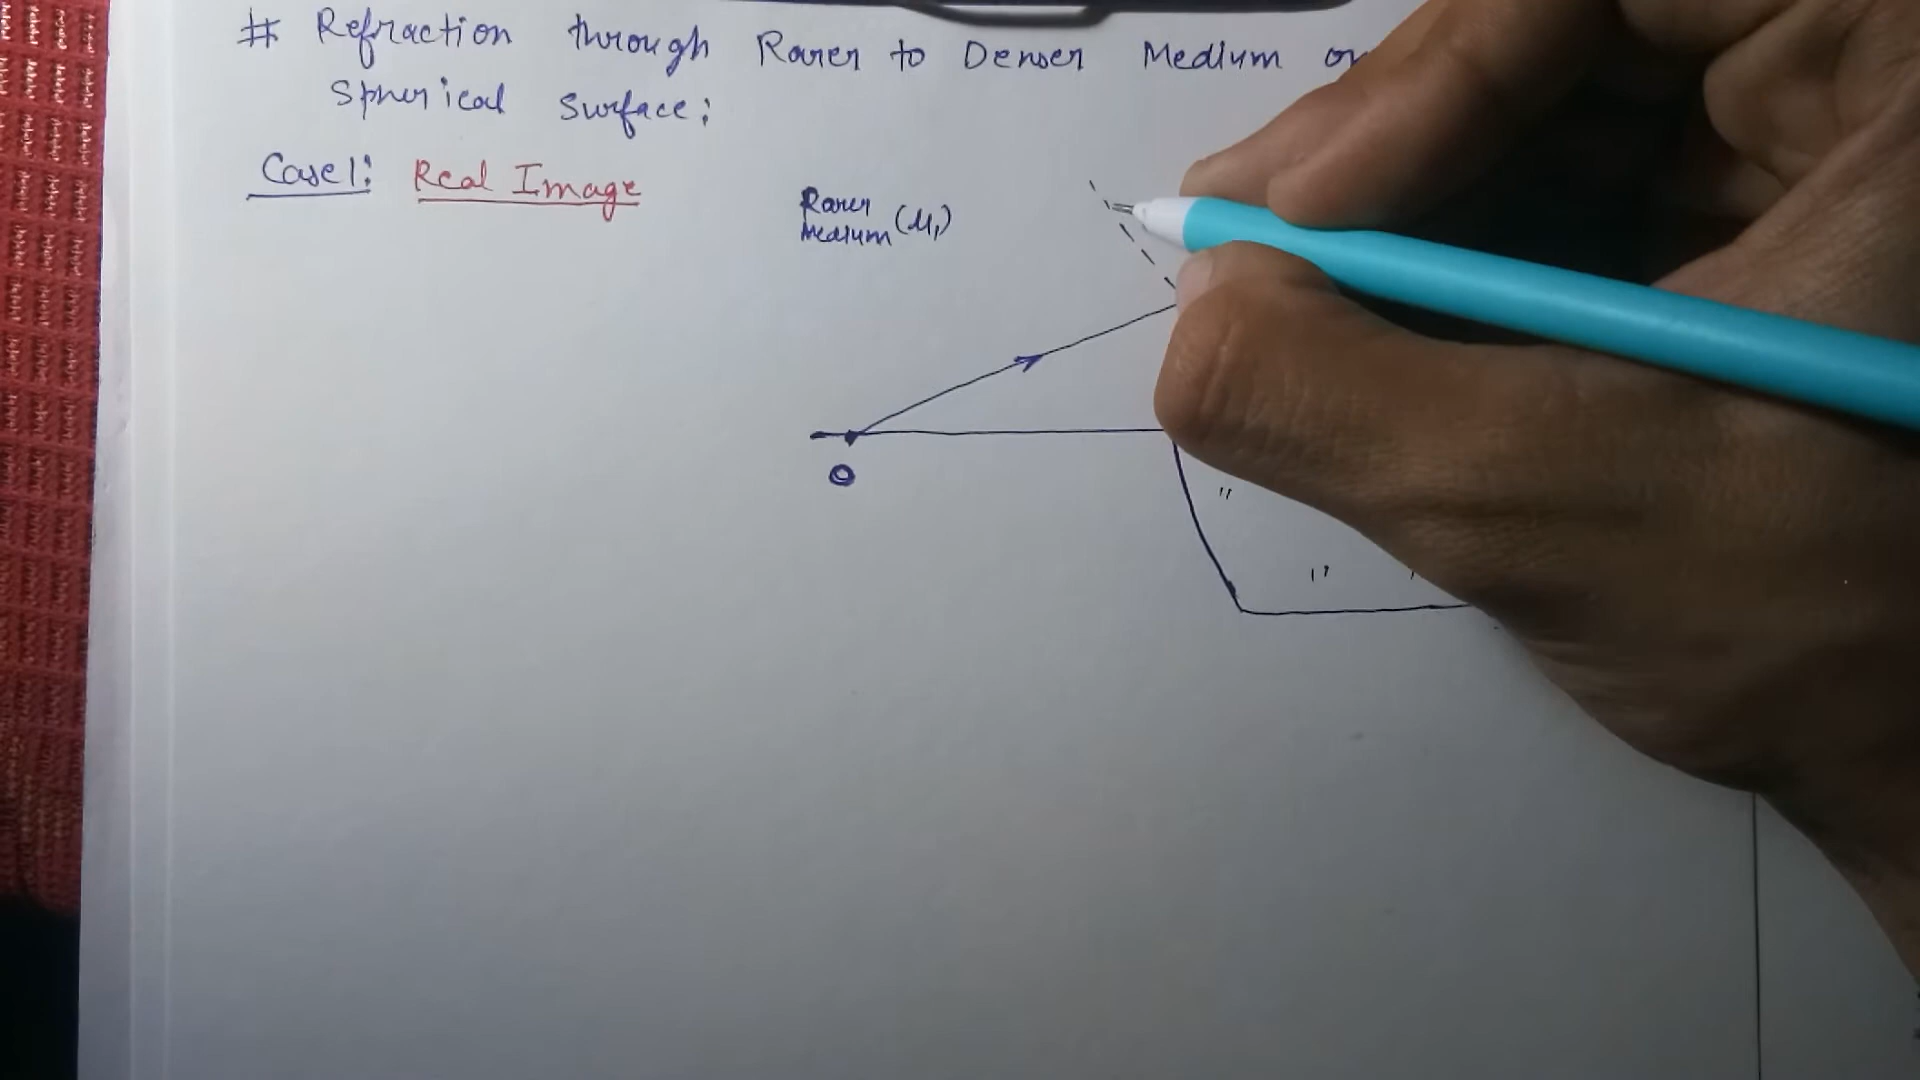 # Refraction through Rarer to Denser Medium on
Spherical Surface:
Case 1: Real Image
Rarer
Medium (μ₁)
O